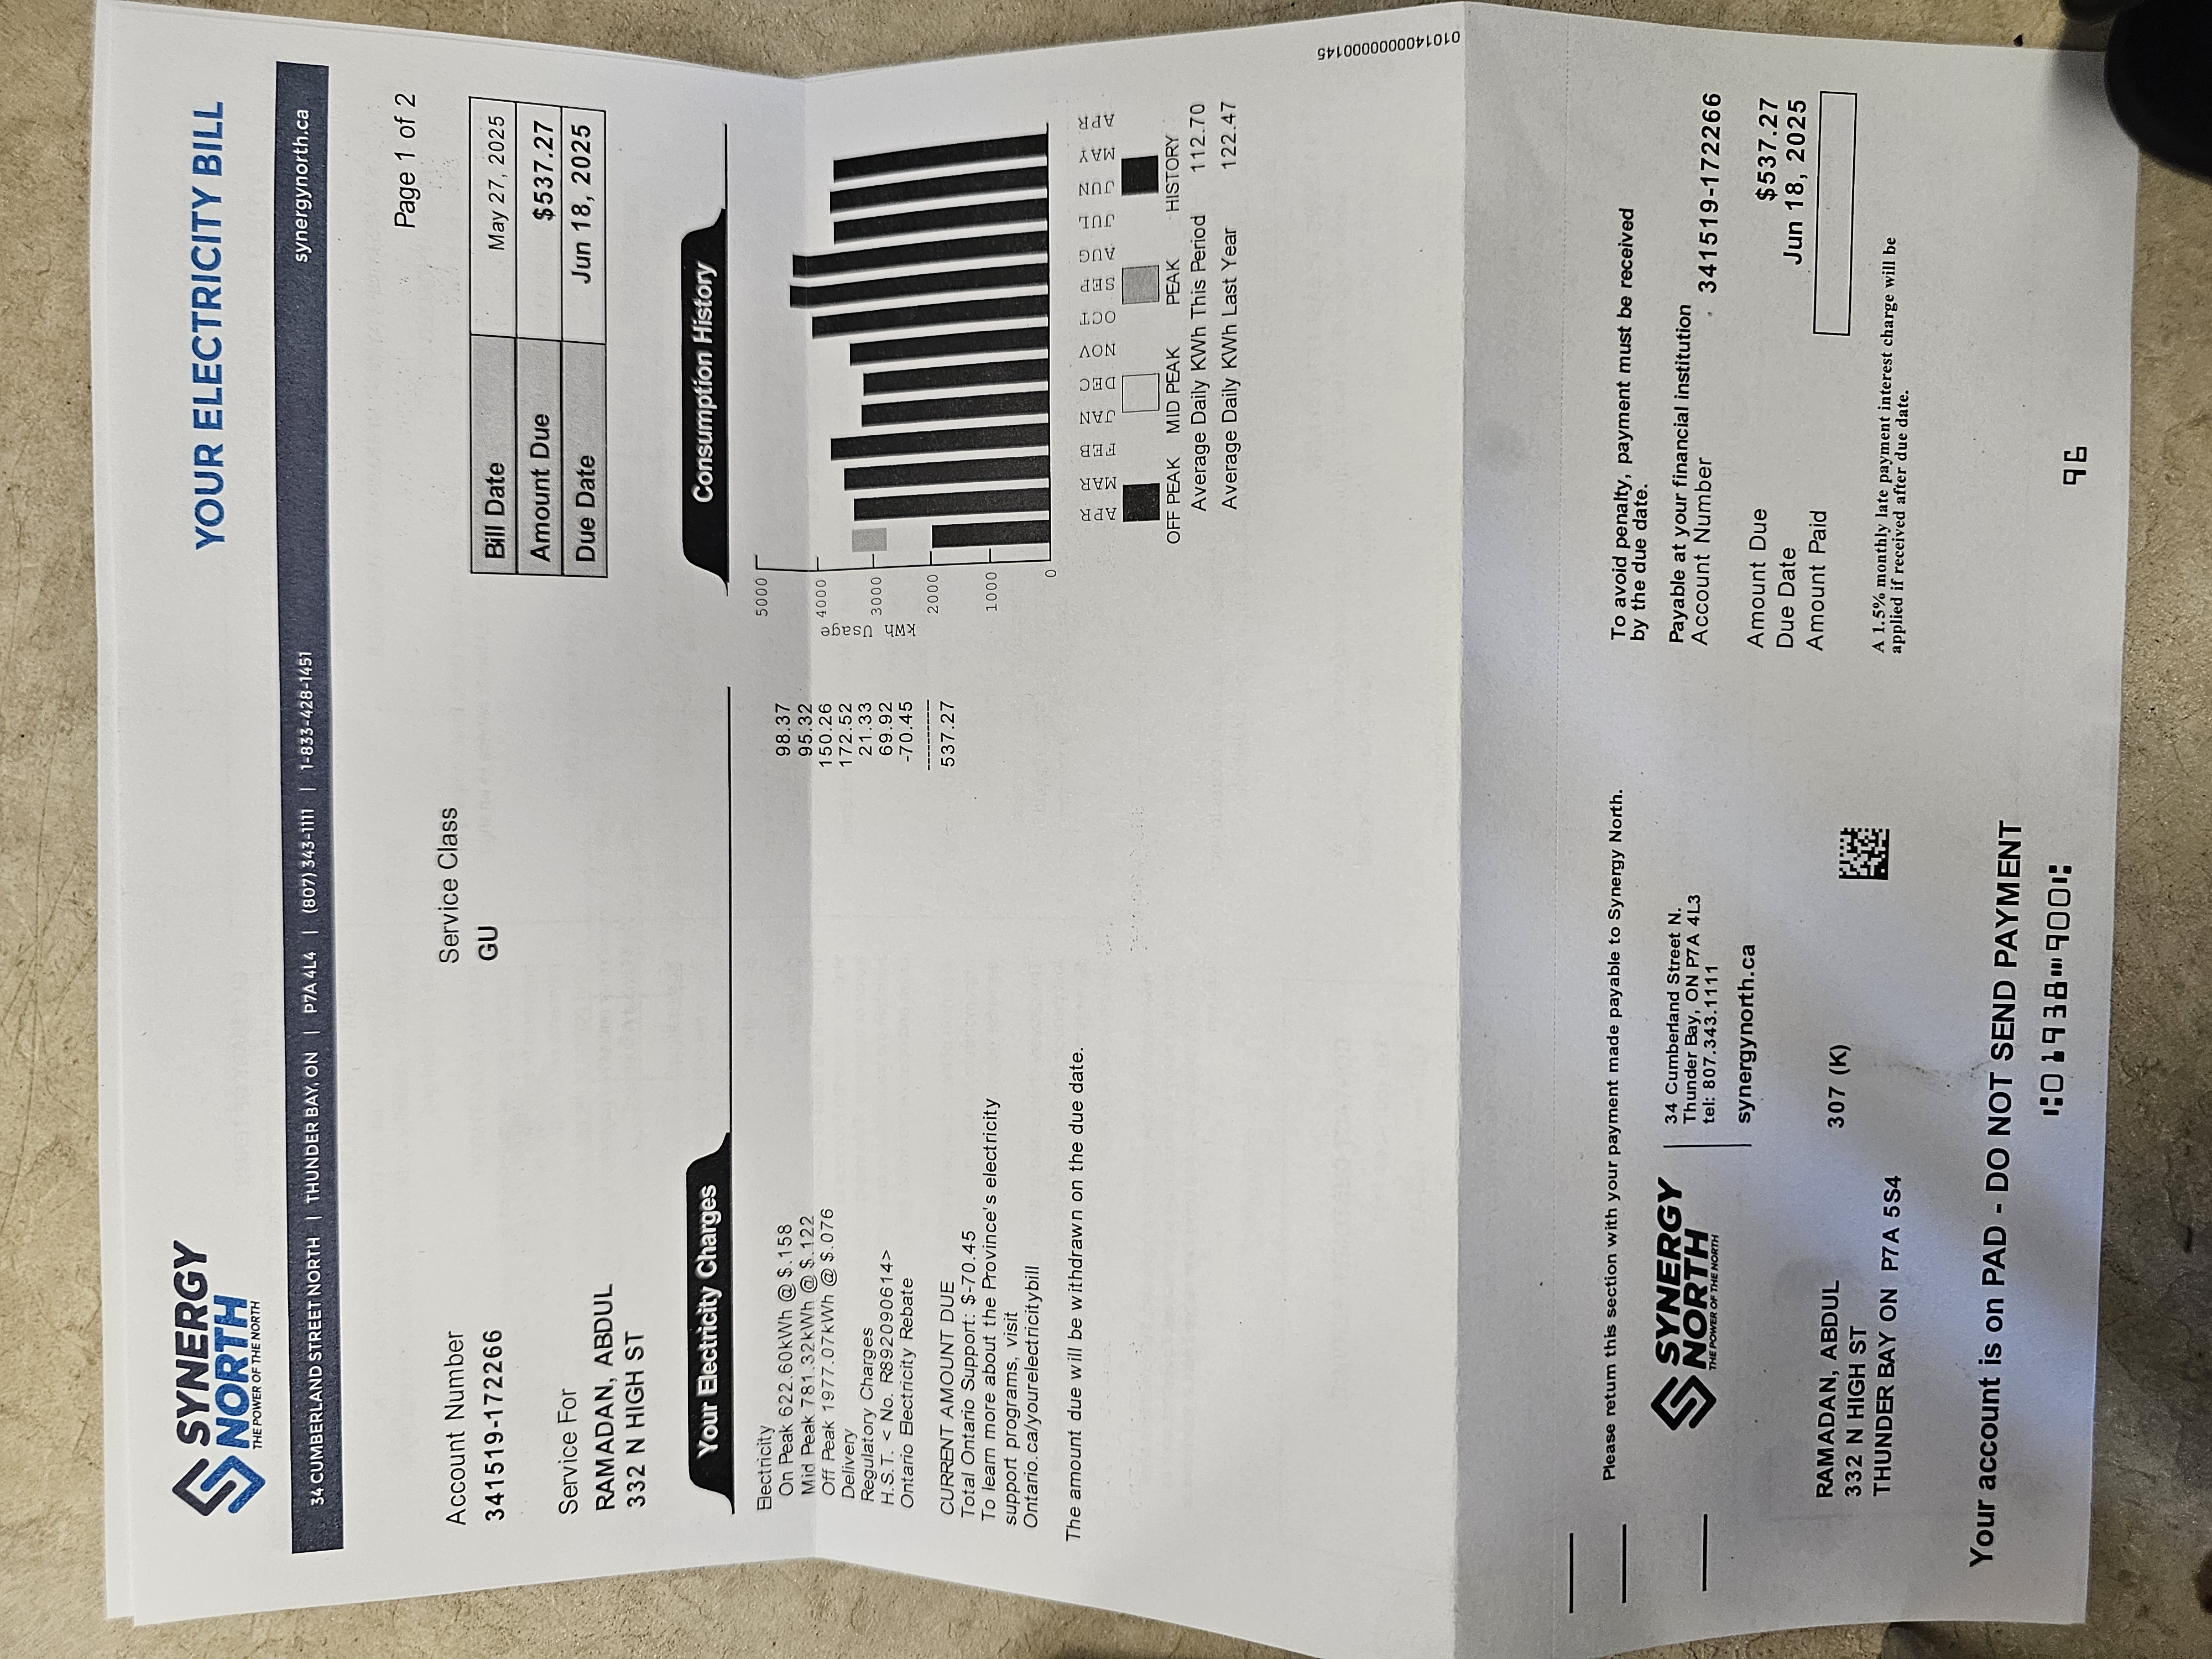 SYNERGY
NORTH
THE POWER OF THE NORTH
YOUR ELECTRICITY BILL
34 CUMBERLAND STREET NORTH | THUNDER BAY, ON | P7A 4L4 | (807) 343-1111 | 1-833-428-1451
synergynorth.ca
Page 1 of 2
Account Number
341519-172266
Service Class
GU
Bill Date May 27, 2025
Amount Due $537.27
Due Date Jun 18, 2025
Service For
RAMADAN, ABDUL
332 N HIGH ST
Your Electricity Charges
Electricity
On Peak 622.60kWh @ $.158 98.37
Mid Peak 781.32kWh @ $.122 95.32
Off Peak 1977.07kWh @ $.076 150.26
Delivery 172.52
Regulatory Charges 21.33
H.S.T. < No. R892090614> 69.92
Ontario Electricity Rebate -70.45
-----------
CURRENT AMOUNT DUE 537.27
Total Ontario Support: $-70.45
To learn more about the Province's electricity
support programs, visit
Ontario.ca/yourelectricitybill
The amount due will be withdrawn on the due date.
Consumption History
kWh Usage
5000
4000
3000
2000
1000
0
APR MAR FEB JAN DEC NOV OCT SEP AUG JUL JUN MAY APR
OFF PEAK MID PEAK PEAK HISTORY
Average Daily KWh This Period 112.70
Average Daily KWh Last Year 122.47
010140000000145
Please return this section with your payment made payable to Synergy North.
SYNERGY
NORTH
THE POWER OF THE NORTH
34 Cumberland Street N.
Thunder Bay, ON P7A 4L3
tel: 807.343.1111
synergynorth.ca
To avoid penalty, payment must be received
by the due date.
Payable at your financial institution
Account Number 341519-172266
Amount Due $537.27
Due Date Jun 18, 2025
Amount Paid
A 1.5% monthly late payment interest charge will be
applied if received after due date.
RAMADAN, ABDUL
332 N HIGH ST
THUNDER BAY ON P7A 5S4
307 (K)
Your account is on PAD - DO NOT SEND PAYMENT
⑆01938⑉900⑆
96